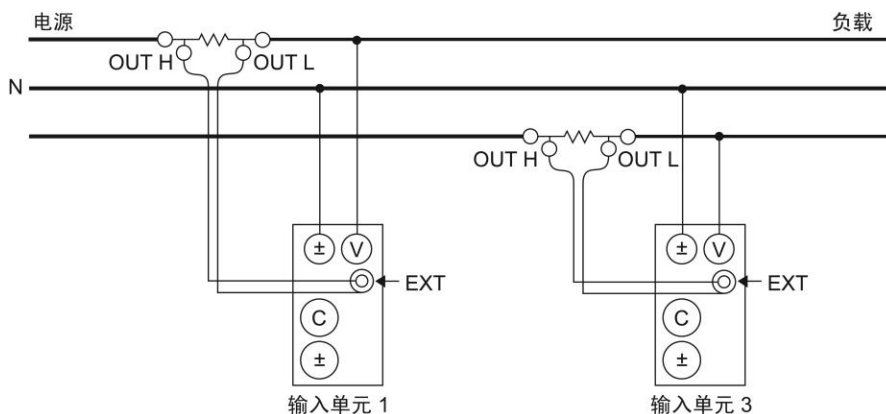 电源 负载
OUT H OUT L
N
OUT H OUT L
± V ± V
EXT EXT
C C
± ±
输入单元 1 输入单元 3